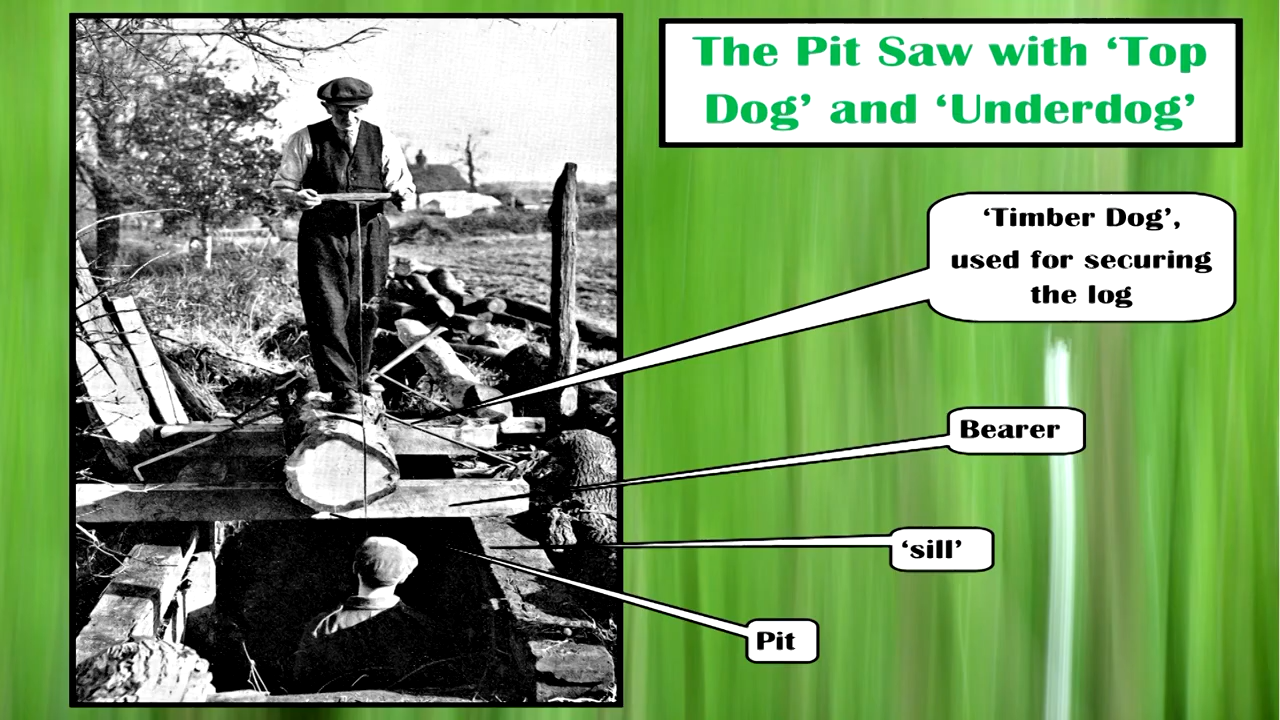 The Pit Saw with ‘Top
Dog’ and ‘Underdog’
‘Timber Dog’,
used for securing
the log
Bearer
‘sill’
Pit